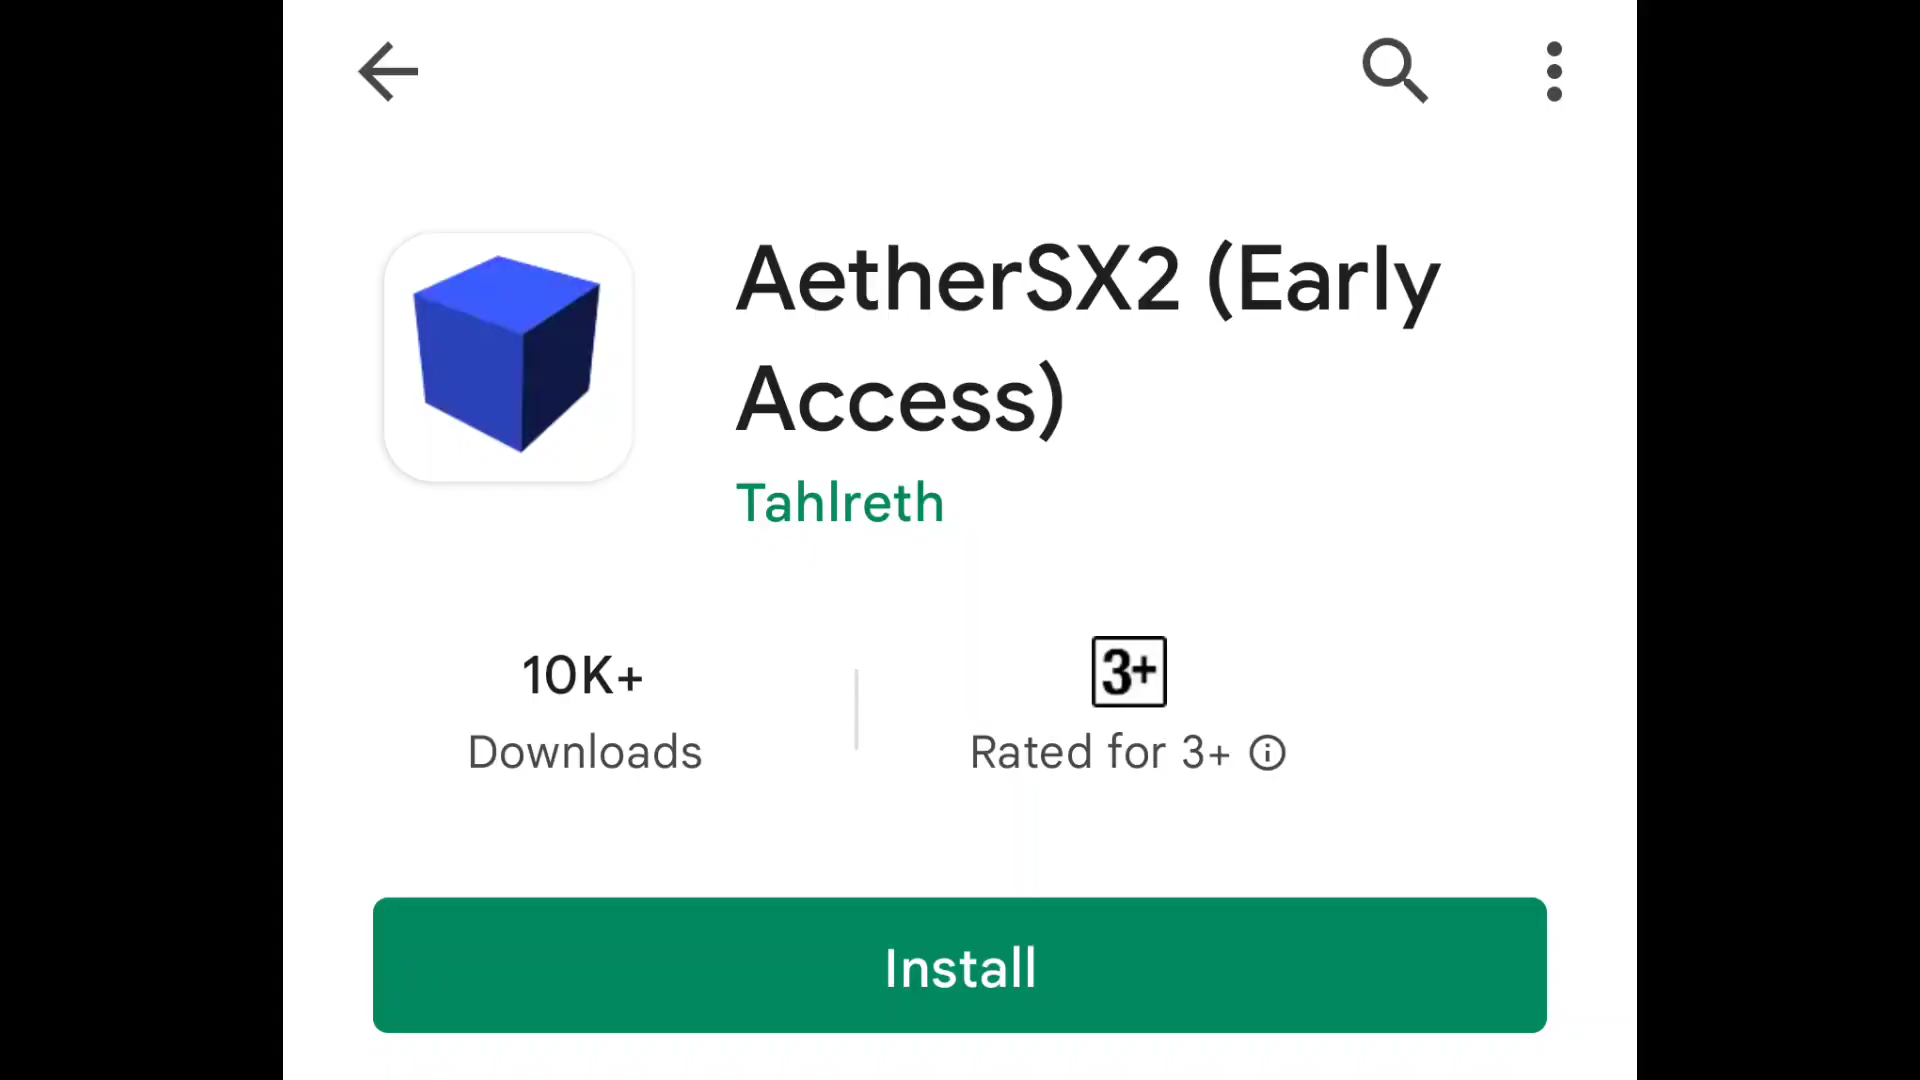 AetherSX2 (Early
Access)
Tahlreth
10K+
Downloads
3+
Rated for 3+
Install